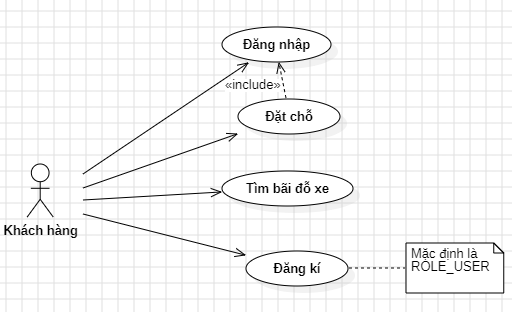 Đăng nhập
«include»
Đặt chỗ
Tìm bãi đỗ xe
Khách hàng
Đăng kí
Mặc định là
ROLE_USER